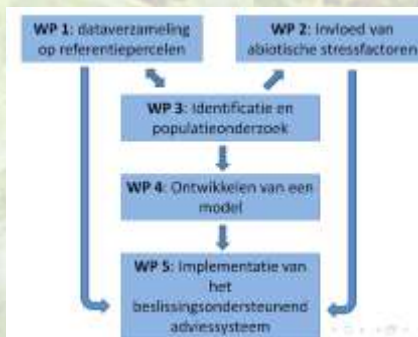 WP 1: dataverzameling
op referentiepercelen
WP 2: Invloed van
abiotische stressfactoren
WP 3: Identificatie en
populatieonderzoek
WP 4: Ontwikkelen van een
model
WP 5: Implementatie van
het
beslissingsondersteunend
adviessysteem